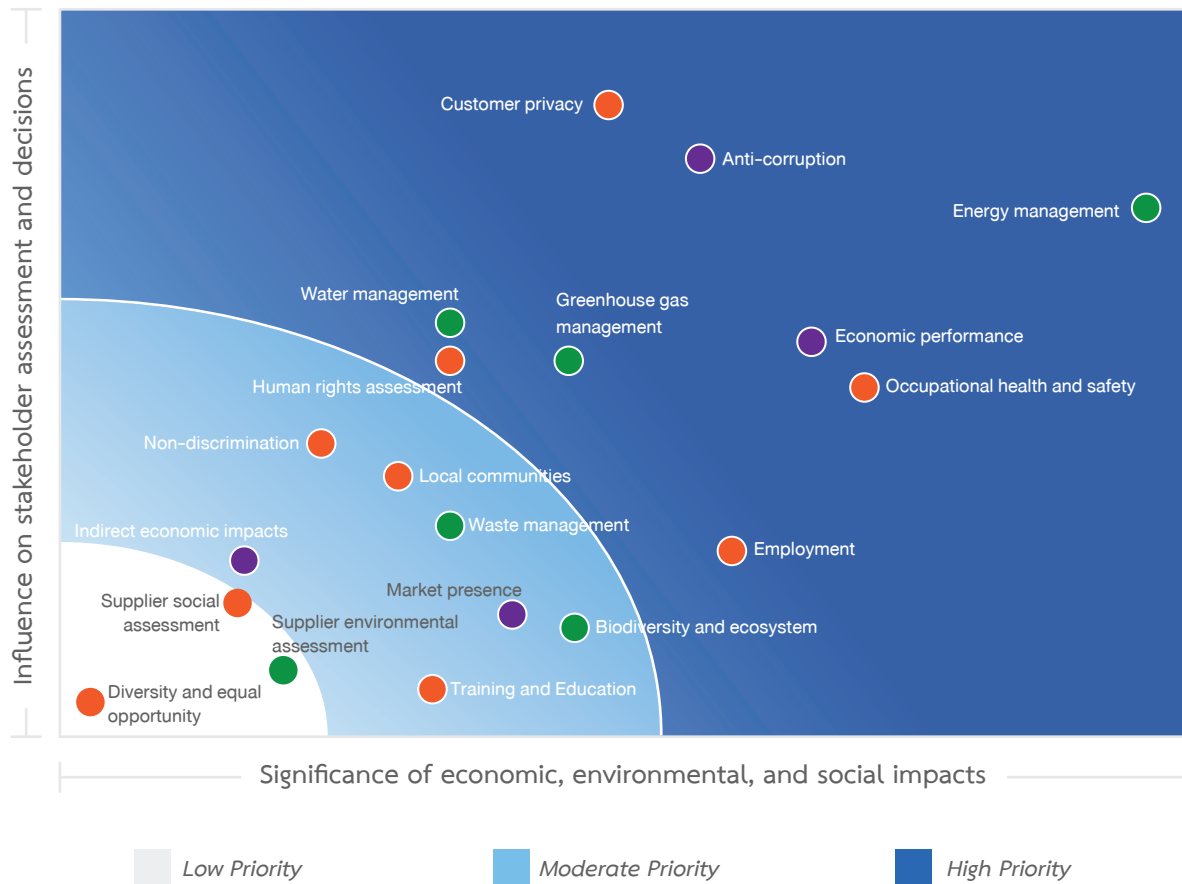 Influence on stakeholder assessment and decisions
Customer privacy
Anti-corruption
Energy management
Water management
Greenhouse gas
management
Economic performance
Human rights assessment
Occupational health and safety
Non-discrimination
Local communities
Waste management
Indirect economic impacts
Employment
Market presence
Supplier social
assessment
Supplier environmental
assessment
Biodiversity and ecosystem
Diversity and equal
opportunity
Training and Education
Significance of economic, environmental, and social impacts
Low Priority
Moderate Priority
High Priority